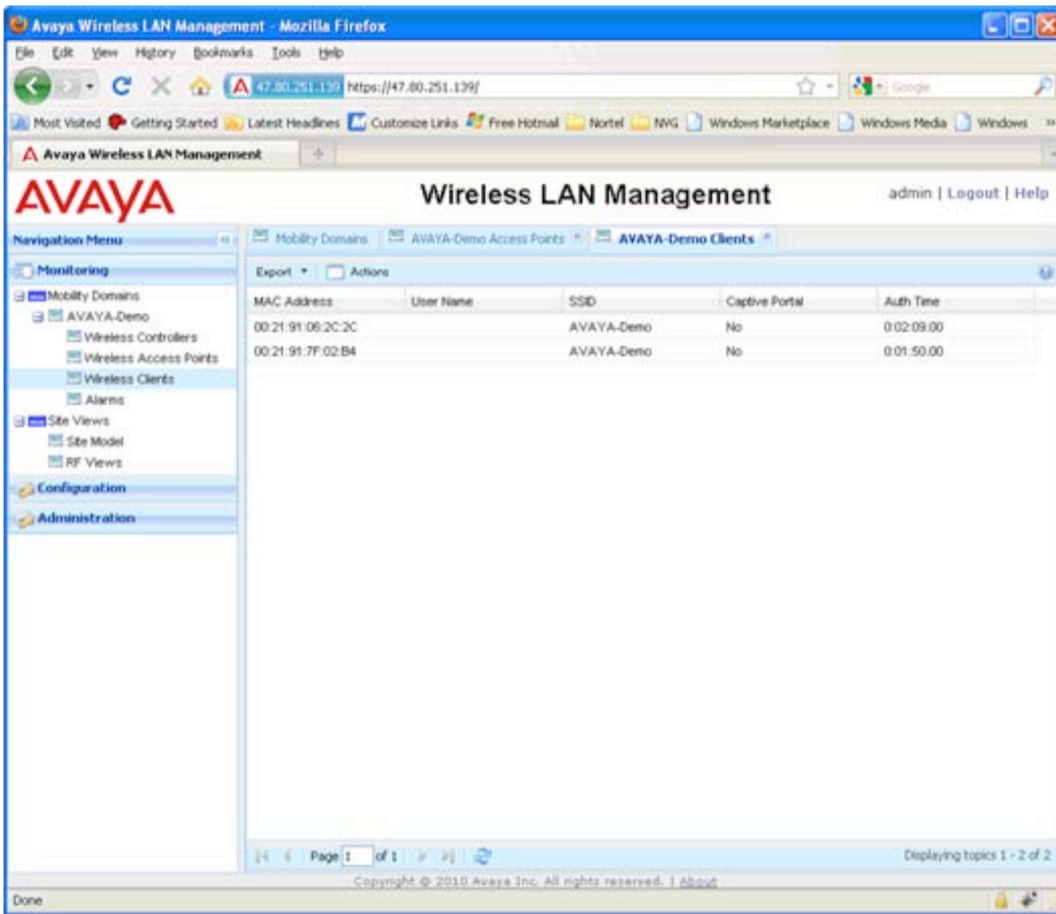 Avaya Wireless LAN Management - Mozilla Firefox
File Edit View History Bookmarks Tools Help
47.80.251.139 https://47.80.251.139/ Google
Most Visited Getting Started Latest Headlines Customize Links Free Hotmail Nortel NVG Windows Marketplace Windows Media Windows
Avaya Wireless LAN Management
AVAYA Wireless LAN Management admin | Logout | Help
Navigation Menu
Mobility Domains AVAYA-Demo Access Points AVAYA-Demo Clients
Monitoring
Export Actions
Mobility Domains
AVAYA-Demo
Wireless Controllers
Wireless Access Points
Wireless Clients
Alarms
Site Views
Site Model
RF Views
Configuration
Administration
MAC Address User Name SSID Captive Portal Auth Time
00:21:91:06:2C:2C AVAYA-Demo No 0:02:09.00
00:21:91:7F:02:B4 AVAYA-Demo No 0:01:50.00
Page 1 of 1 Displaying topics 1 - 2 of 2
Copyright © 2010 Avaya Inc. All rights reserved. | About
Done